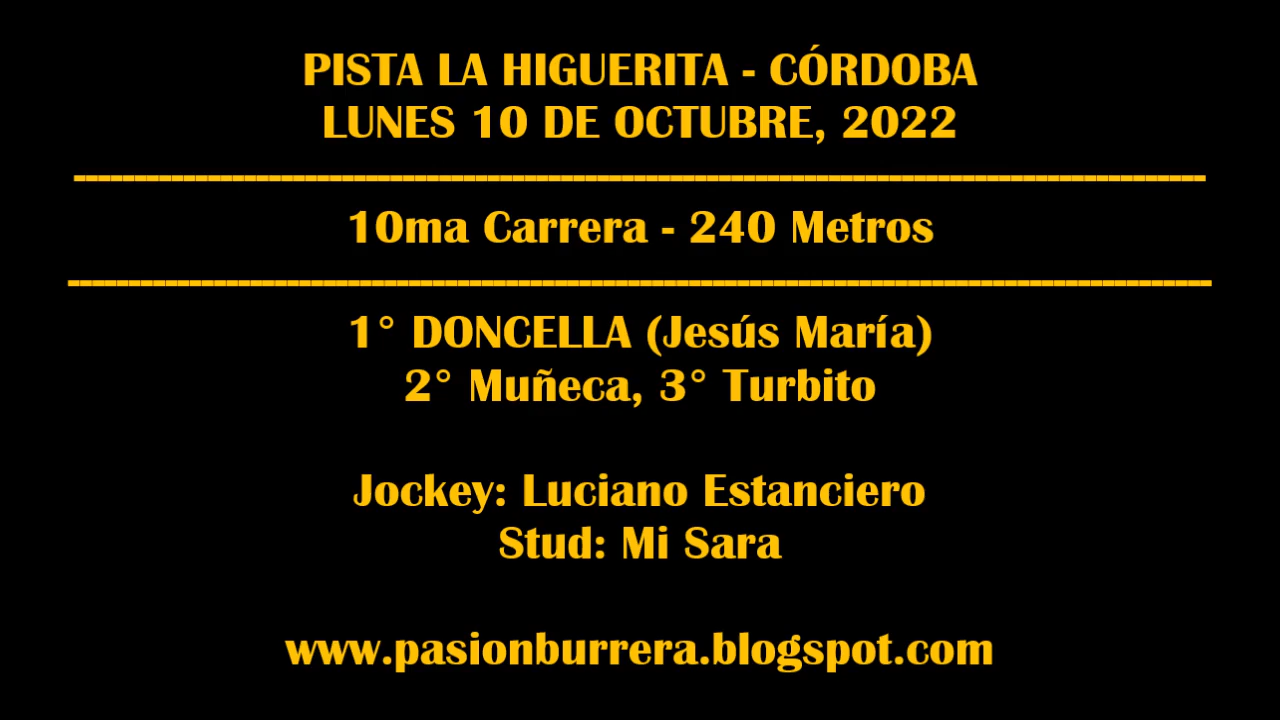 PISTA LA HIGUERITA - CÓRDOBA
LUNES 10 DE OCTUBRE, 2022
10ma Carrera - 240 Metros
1° DONCELLA (Jesús María)
2° Muñeca, 3° Turbito
Jockey: Luciano Estanciero
Stud: Mi Sara
www.pasionburrera.blogspot.com